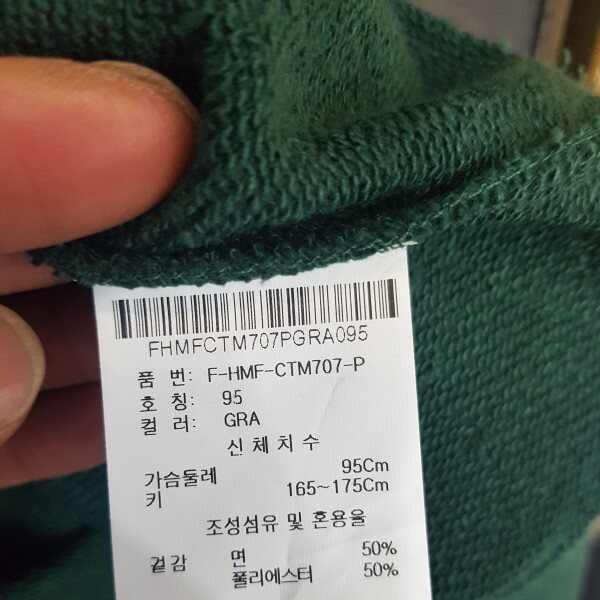 FHMFCTM707PGRA095
품 번: F-HMF-CTM707-P
호 칭: 95
컬 러: GRA
신체치수
가슴둘레 95Cm
키 165~175Cm
조성섬유 및 혼용율
겉감 면 50%
폴리에스터 50%